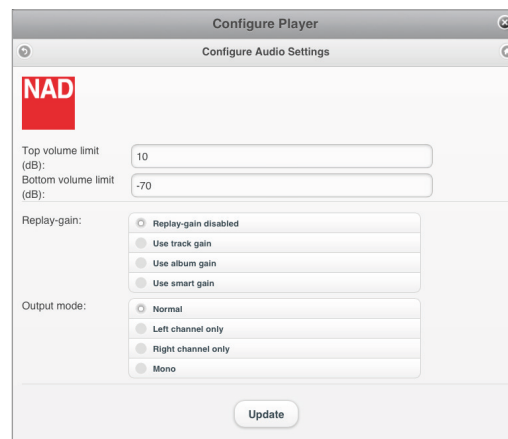 Configure Player
Configure Audio Settings
NAD
Top volume limit
(dB):
10
Bottom volume limit
(dB):
-70
Replay-gain:
Replay-gain disabled
Use track gain
Use album gain
Use smart gain
Output mode:
Normal
Left channel only
Right channel only
Mono
Update